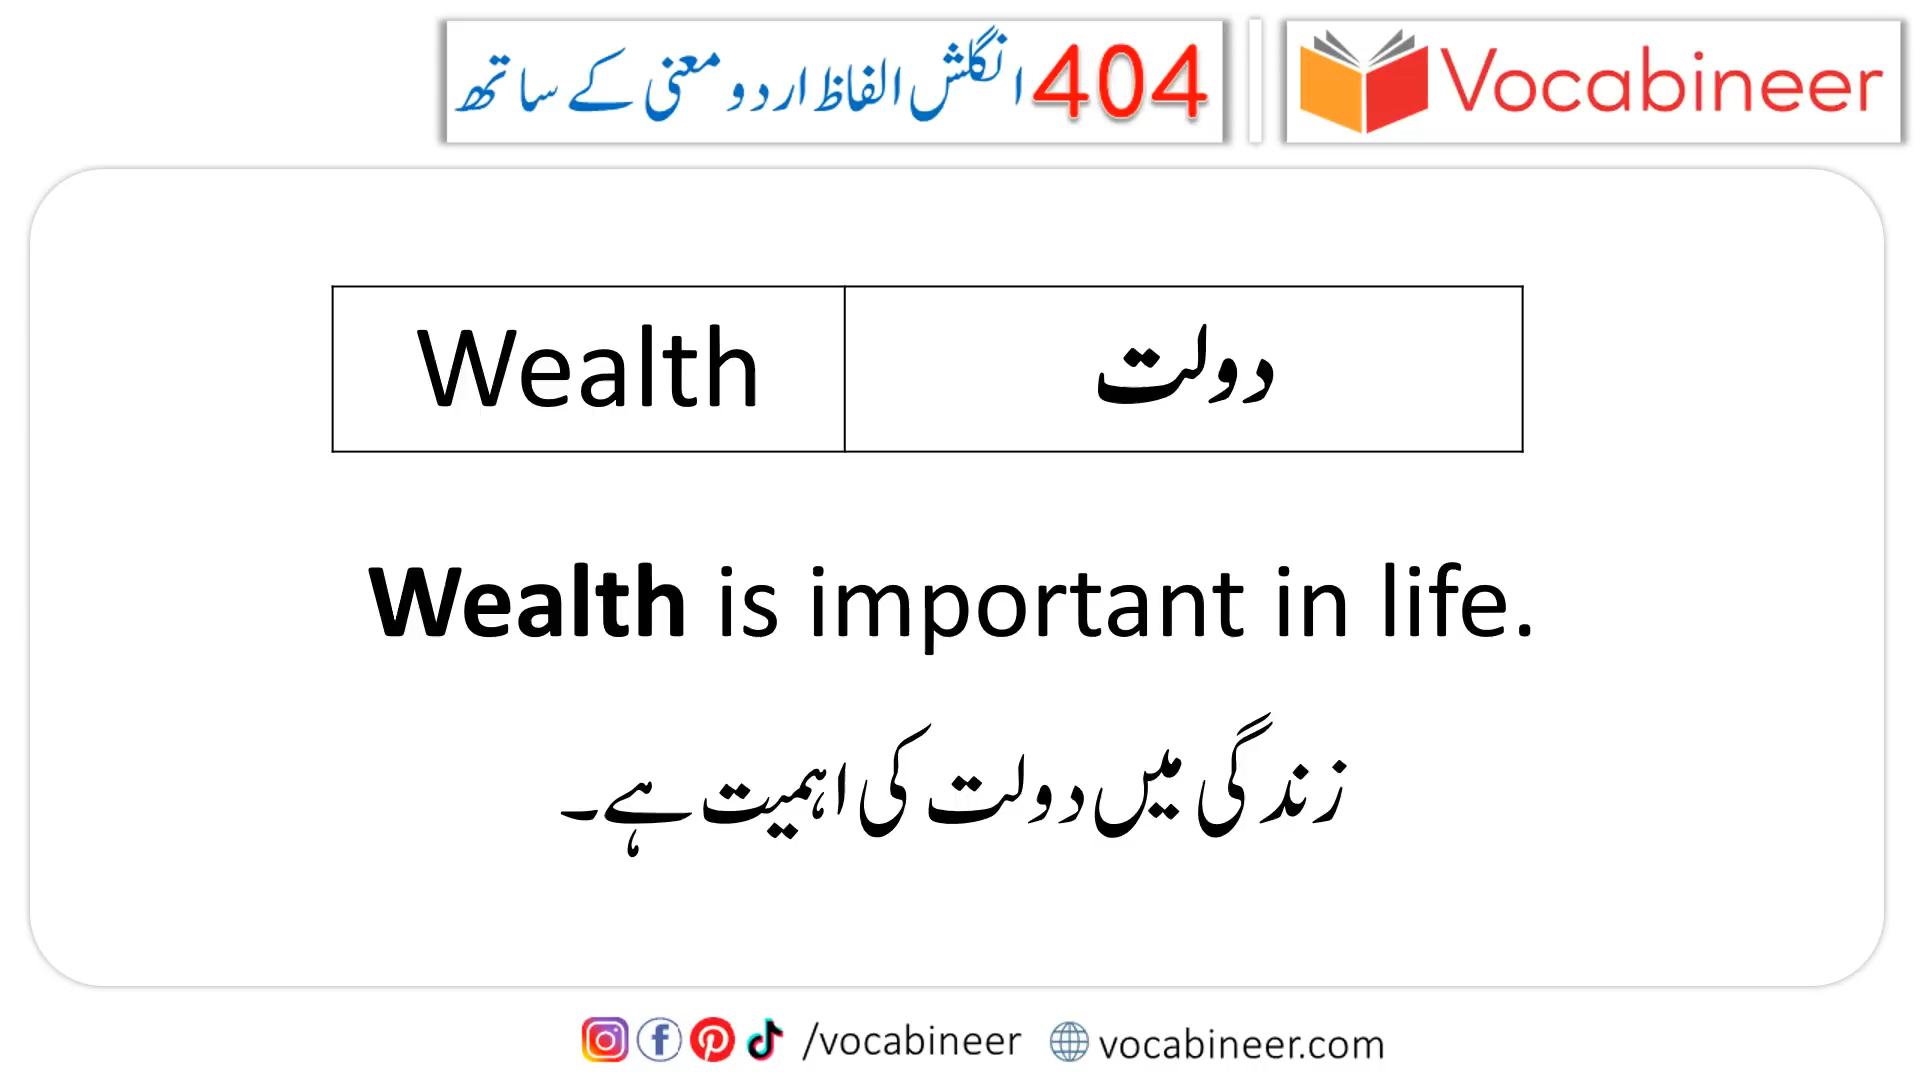 404 انگلش الفاظ اردو معنی کے ساتھ
Vocabineer
Wealth
دولت
Wealth is important in life.
زندگی میں دولت کی اہمیت ہے۔
/vocabineer vocabineer.com